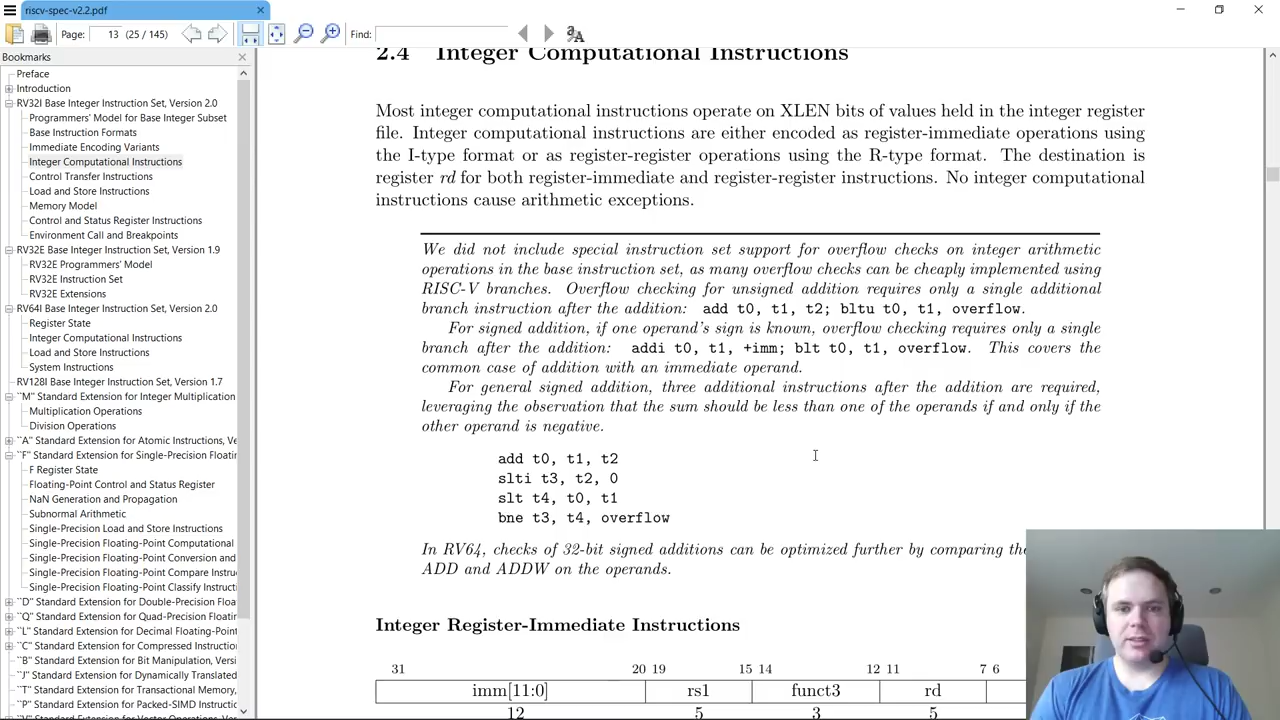 riscv-spec-v2.2.pdf
Page: 13 (25 / 145) Find:
Bookmarks
Preface
Introduction
RV32I Base Integer Instruction Set, Version 2.0
Programmers' Model for Base Integer Subset
Base Instruction Formats
Immediate Encoding Variants
Integer Computational Instructions
Control Transfer Instructions
Load and Store Instructions
Memory Model
Control and Status Register Instructions
Environment Call and Breakpoints
RV32E Base Integer Instruction Set, Version 1.9
RV32E Programmers' Model
RV32E Instruction Set
RV32E Extensions
RV64I Base Integer Instruction Set, Version 2.0
Register State
Integer Computational Instructions
Load and Store Instructions
System Instructions
RV128I Base Integer Instruction Set, Version 1.7
``M'' Standard Extension for Integer Multiplication
Multiplication Operations
Division Operations
``A'' Standard Extension for Atomic Instructions, Ve
``F'' Standard Extension for Single-Precision Floatin
F Register State
Floating-Point Control and Status Register
NaN Generation and Propagation
Subnormal Arithmetic
Single-Precision Load and Store Instructions
Single-Precision Floating-Point Computational
Single-Precision Floating-Point Conversion and
Single-Precision Floating-Point Compare Instru
Single-Precision Floating-Point Classify Instructi
``D'' Standard Extension for Double-Precision Floa
``Q'' Standard Extension for Quad-Precision Floatin
``L'' Standard Extension for Decimal Floating-Point
``C'' Standard Extension for Compressed Instructio
``B'' Standard Extension for Bit Manipulation, Versi
``J'' Standard Extension for Dynamically Translated
``T'' Standard Extension for Transactional Memory,
``P'' Standard Extension for Packed-SIMD Instructio
2.4 Integer Computational Instructions
Most integer computational instructions operate on XLEN bits of values held in the integer register
file. Integer computational instructions are either encoded as register-immediate operations using
the I-type format or as register-register operations using the R-type format. The destination is
register rd for both register-immediate and register-register instructions. No integer computational
instructions cause arithmetic exceptions.
We did not include special instruction set support for overflow checks on integer arithmetic
operations in the base instruction set, as many overflow checks can be cheaply implemented using
RISC-V branches. Overflow checking for unsigned addition requires only a single additional
branch instruction after the addition: add t0, t1, t2; bltu t0, t1, overflow.
For signed addition, if one operand's sign is known, overflow checking requires only a single
branch after the addition: addi t0, t1, +imm; blt t0, t1, overflow. This covers the
common case of addition with an immediate operand.
For general signed addition, three additional instructions after the addition are required,
leveraging the observation that the sum should be less than one of the operands if and only if the
other operand is negative.
add t0, t1, t2
slti t3, t2, 0
slt t4, t0, t1
bne t3, t4, overflow
In RV64, checks of 32-bit signed additions can be optimized further by comparing the
ADD and ADDW on the operands.
Integer Register-Immediate Instructions
31 20 19 15 14 12 11 7 6
imm[11:0] rs1 funct3 rd
12 5 3 5